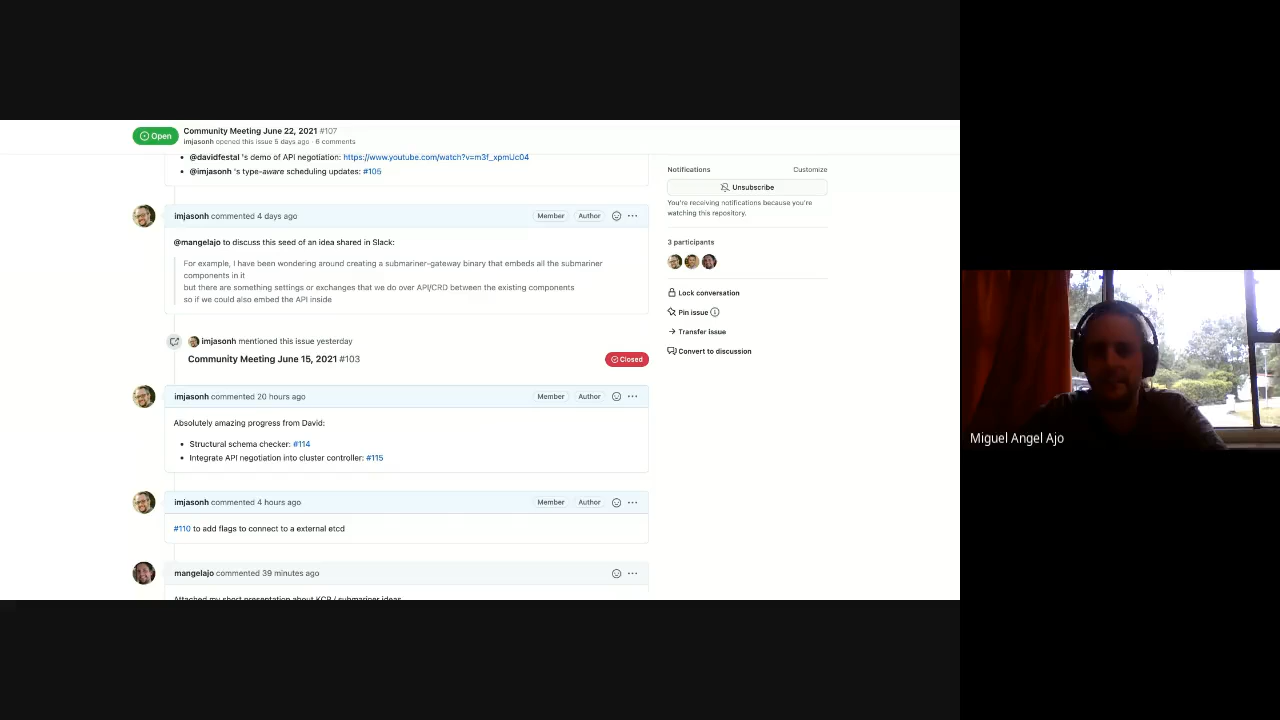 Open
Community Meeting June 22, 2021 #107
imjasonh opened this issue 5 days ago · 6 comments
• @davidfestal 's demo of API negotiation: https://www.youtube.com/watch?v=m3f_xpmUc04
• @imjasonh 's type-aware scheduling updates: #105
imjasonh commented 4 days ago
Member
Author
@mangelajo to discuss this seed of an idea shared in Slack:
For example, I have been wondering around creating a submariner-gateway binary that embeds all the submariner
components in it
but there are something settings or exchanges that we do over API/CRD between the existing components
so if we could also embed the API inside
imjasonh mentioned this issue yesterday
Community Meeting June 15, 2021 #103
Closed
imjasonh commented 20 hours ago
Member
Author
Absolutely amazing progress from David:
• Structural schema checker: #114
• Integrate API negotiation into cluster controller: #115
imjasonh commented 4 hours ago
Member
Author
#110 to add flags to connect to a external etcd
mangelajo commented 39 minutes ago
Attached my short presentation about KCP / submariner ideas
Notifications
Customize
Unsubscribe
You're receiving notifications because you're
watching this repository.
3 participants
Lock conversation
Pin issue
Transfer issue
Convert to discussion
Miguel Angel Ajo